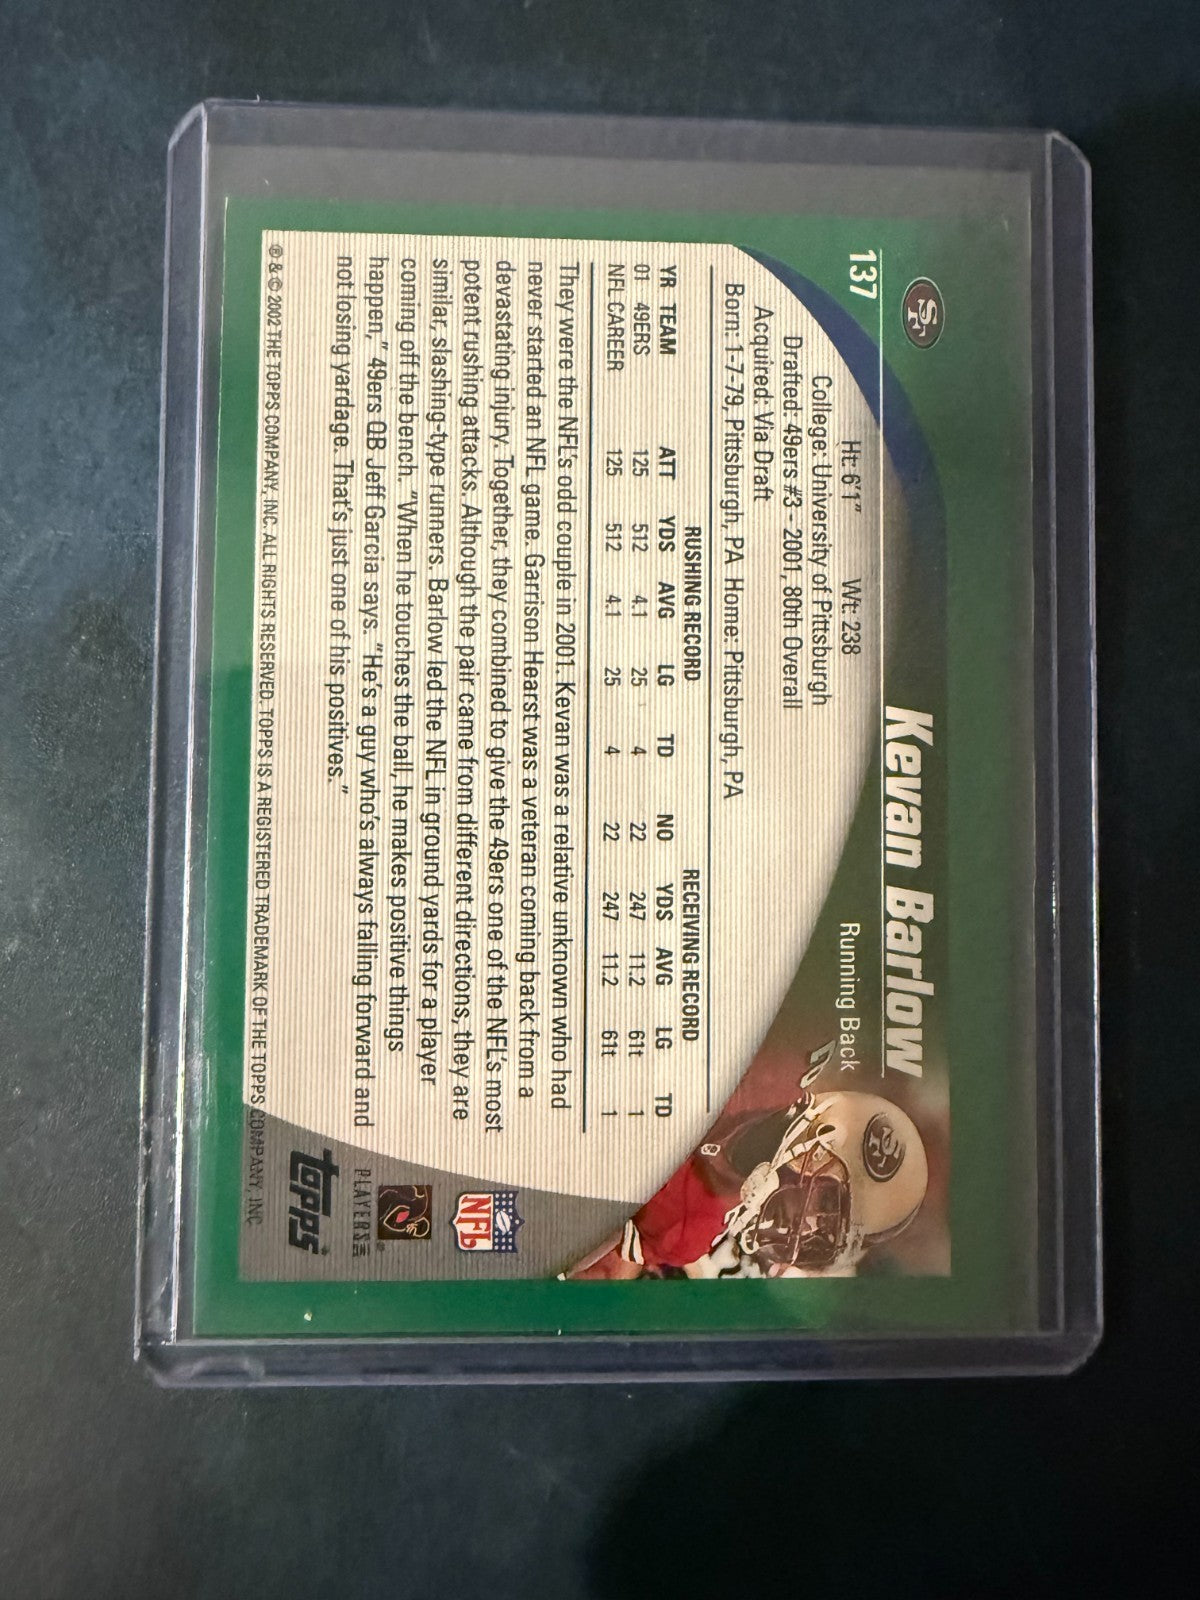 137
Kevan Barlow
Running Back
Ht: 6'1" Wt: 238
College: University of Pittsburgh
Drafted: 49ers #3 - 2001, 80th Overall
Acquired: Via Draft
Born: 1-7-79, Pittsburgh, PA Home: Pittsburgh, PA
RUSHING RECORD RECEIVING RECORD
YR TEAM ATT YDS AVG LG TD NO YDS AVG LG TD
01 49ERS 125 512 4.1 25 4 22 247 11.2 61t 1
NFL CAREER 125 512 4.1 25 4 22 247 11.2 61t 1
They were the NFL's odd couple in 2001. Kevan was a relative unknown who had
never started an NFL game. Garrison Hearst was a veteran coming back from a
devastating injury. Together, they combined to give the 49ers one of the NFL's most
potent rushing attacks. Although the pair came from different directions, they are
similar, slashing-type runners. Barlow led the NFL in ground yards for a player
coming off the bench. "When he touches the ball, he makes positive things
happen," 49ers QB Jeff Garcia says. "He's a guy who's always falling forward and
not losing yardage. That's just one of his positives."
® & © 2002 THE TOPPS COMPANY, INC. ALL RIGHTS RESERVED. TOPPS IS A REGISTERED TRADEMARK OF THE TOPPS COMPANY, INC.
SF
SF
NFL
PLAYERS INC
topps